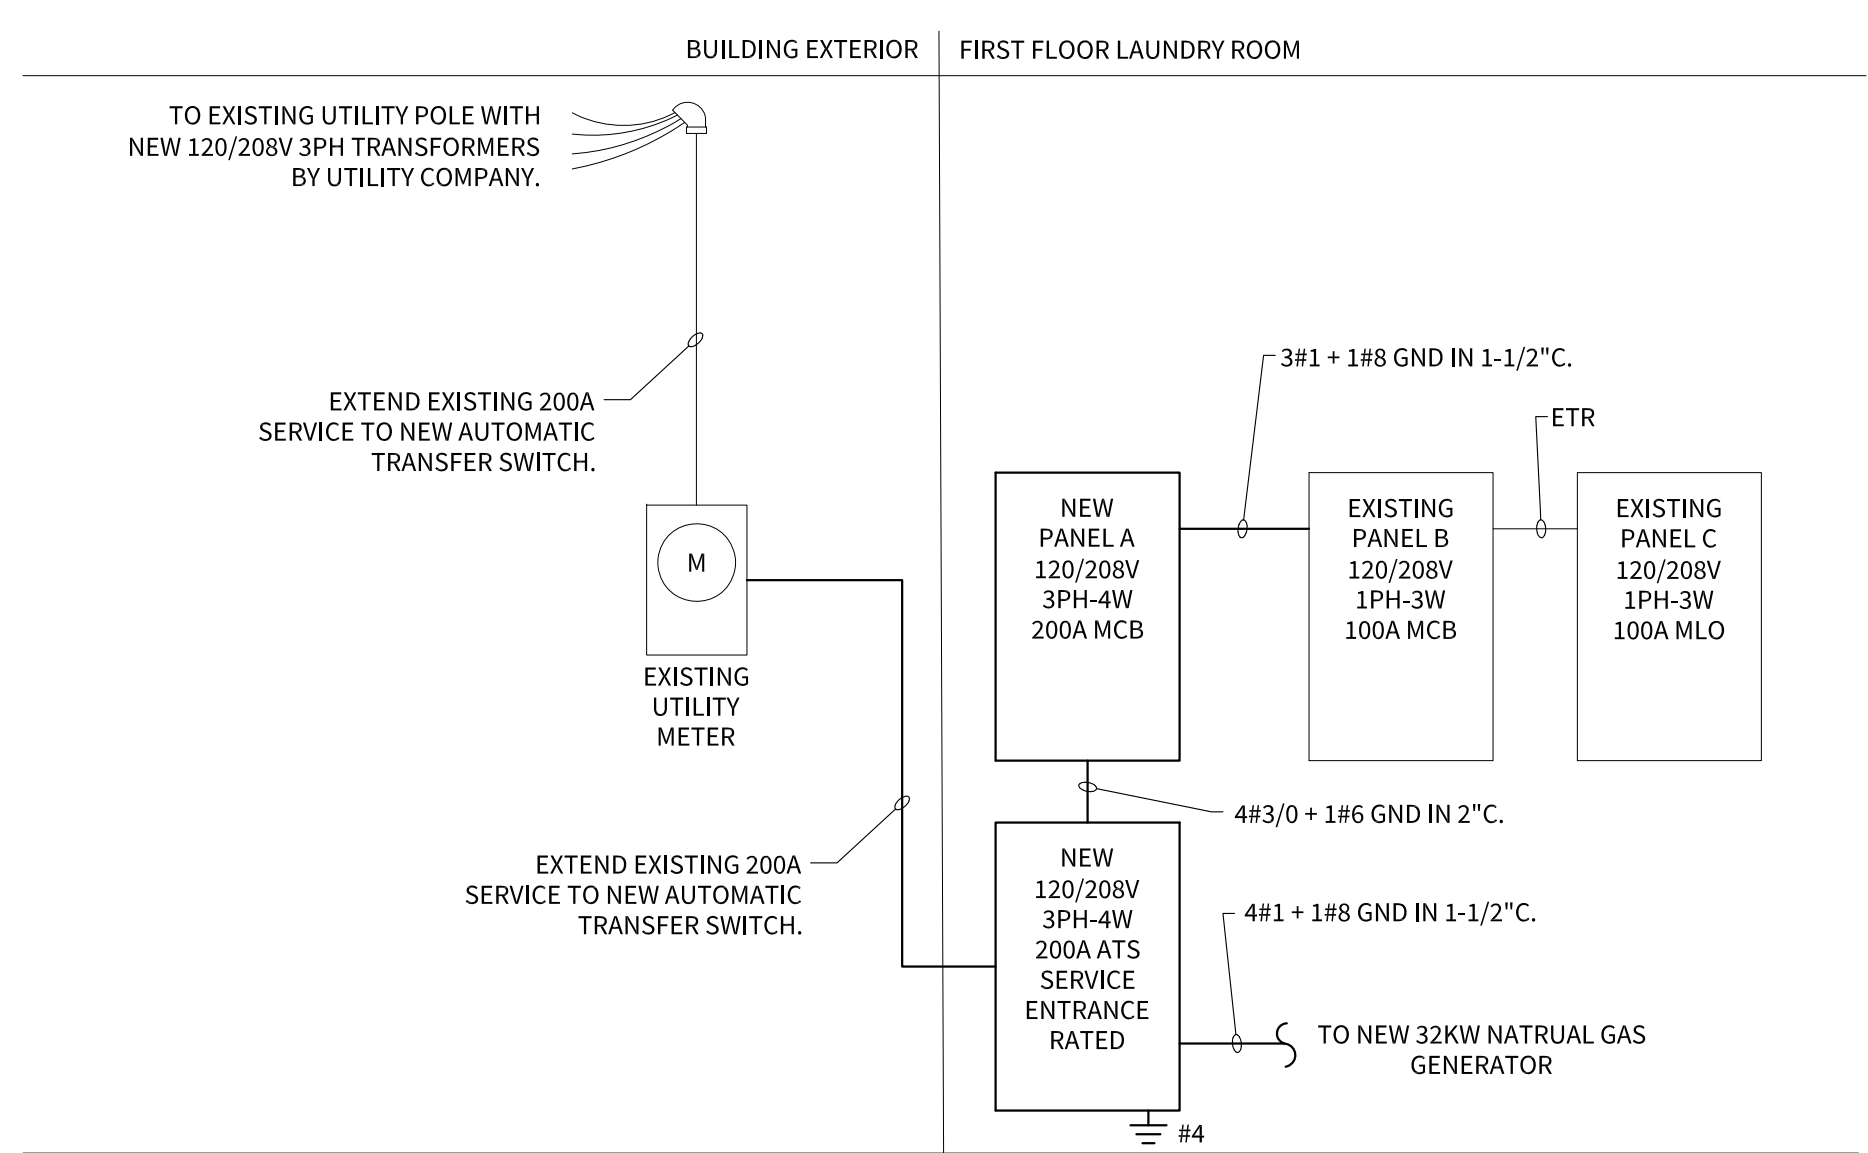 BUILDING EXTERIOR
FIRST FLOOR LAUNDRY ROOM
TO EXISTING UTILITY POLE WITH
NEW 120/208V 3PH TRANSFORMERS
BY UTILITY COMPANY.
EXTEND EXISTING 200A
SERVICE TO NEW AUTOMATIC
TRANSFER SWITCH.
M
EXISTING
UTILITY
METER
EXTEND EXISTING 200A
SERVICE TO NEW AUTOMATIC
TRANSFER SWITCH.
3#1 + 1#8 GND IN 1-1/2"C.
ETR
NEW
PANEL A
120/208V
3PH-4W
200A MCB
EXISTING
PANEL B
120/208V
1PH-3W
100A MCB
EXISTING
PANEL C
120/208V
1PH-3W
100A MLO
4#3/0 + 1#6 GND IN 2"C.
NEW
120/208V
3PH-4W
200A ATS
SERVICE
ENTRANCE
RATED
4#1 + 1#8 GND IN 1-1/2"C.
TO NEW 32KW NATRUAL GAS
GENERATOR
#4